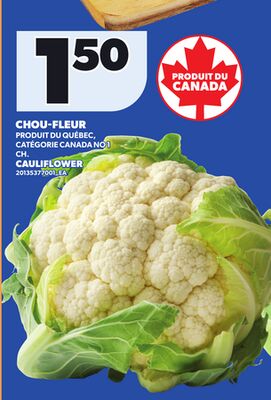 1.50
PRODUIT DU
CANADA
CHOU-FLEUR
PRODUIT DU QUÉBEC,
CATÉGORIE CANADA NO 1
CH.
CAULIFLOWER
20135377001_EA